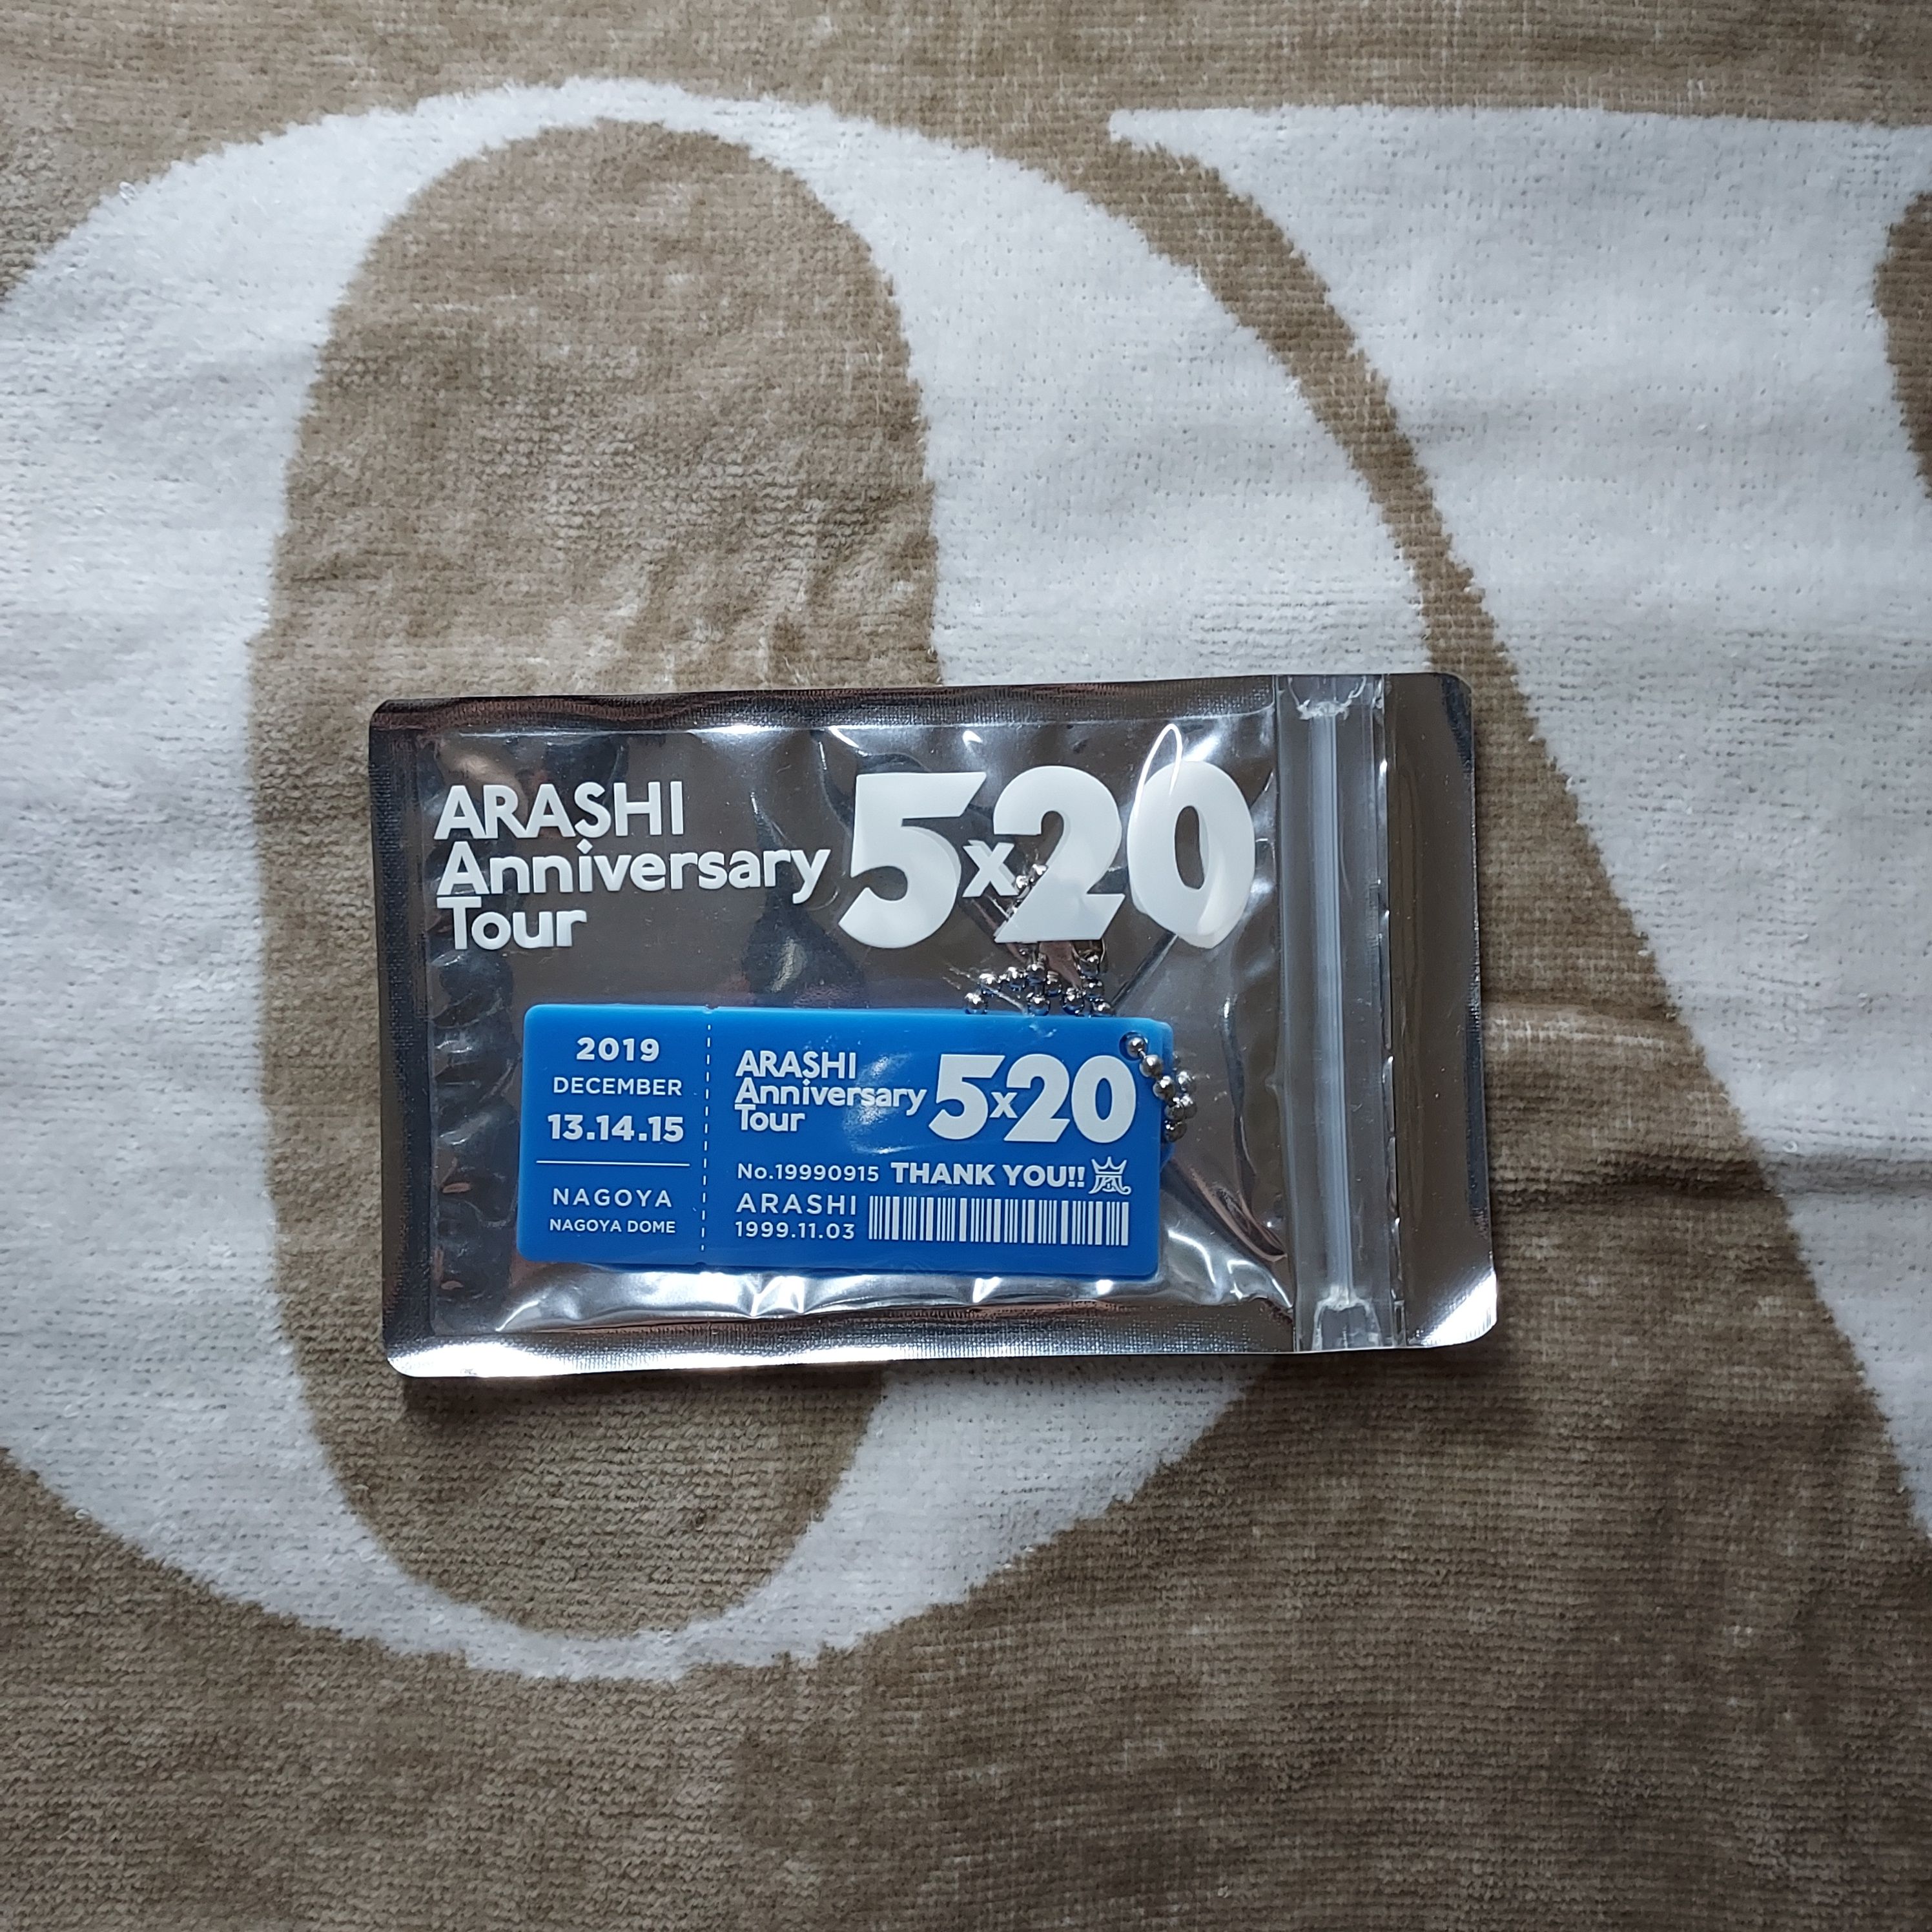 ARASHI
Anniversary
Tour
5x20
2019
DECEMBER
13.14.15
NAGOYA
NAGOYA DOME
ARASHI
Anniversary
Tour
5x20
No.19990915 THANK YOU!! 嵐
ARASHI
1999.11.03